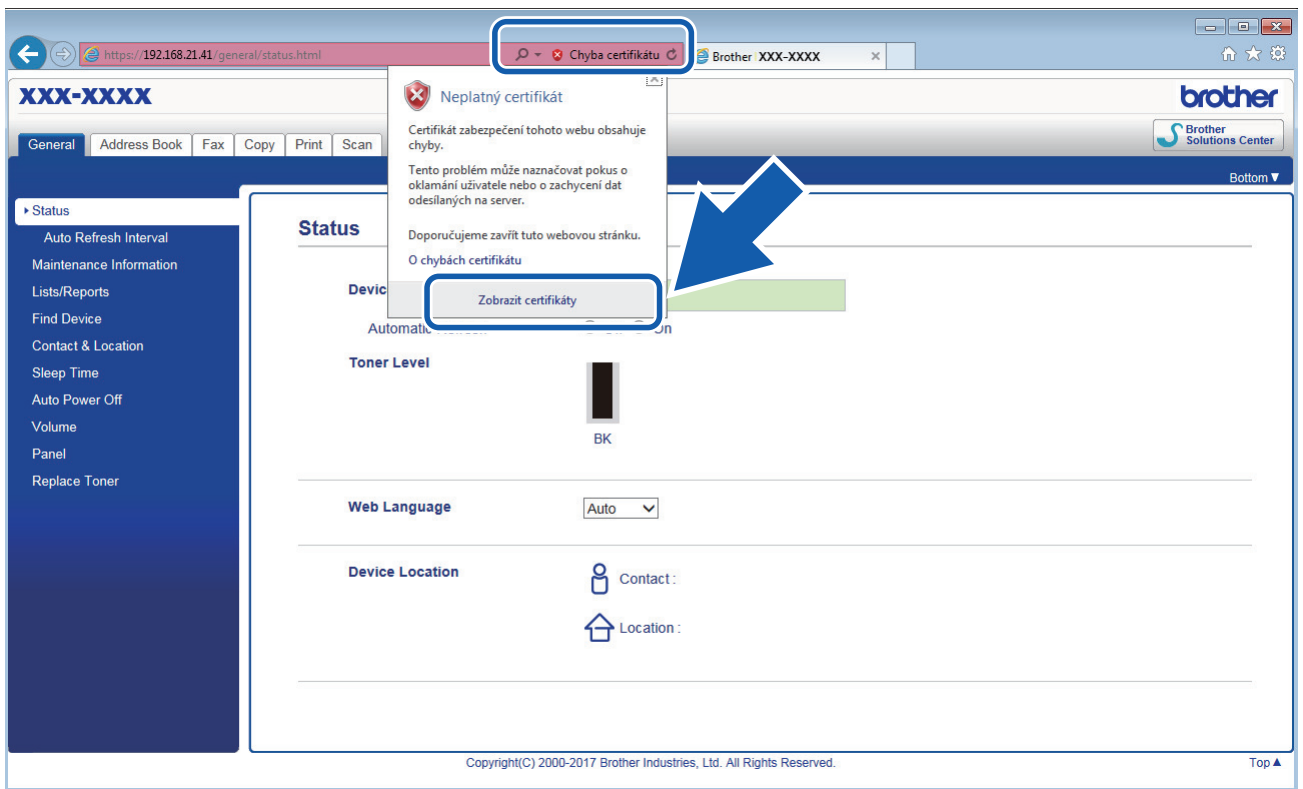 https://192.168.21.41/general/status.html
Chyba certifikátu
Brother XXX-XXXX
XXX-XXXX
brother
General
Address Book
Fax
Copy
Print
Scan
Brother
Solutions Center
Bottom▼
Neplatný certifikát
Certifikát zabezpečení tohoto webu obsahuje
chyby.
Tento problém může naznačovat pokus o
oklamání uživatele nebo o zachycení dat
odesílaných na server.
Doporučujeme zavřít tuto webovou stránku.
O chybách certifikátu
Zobrazit certifikáty
Status
Auto Refresh Interval
Maintenance Information
Lists/Reports
Find Device
Contact & Location
Sleep Time
Auto Power Off
Volume
Panel
Replace Toner
Status
Toner Level
BK
Web Language
Auto
Device Location
Contact :
Location :
Copyright(C) 2000-2017 Brother Industries, Ltd. All Rights Reserved.
Top▲